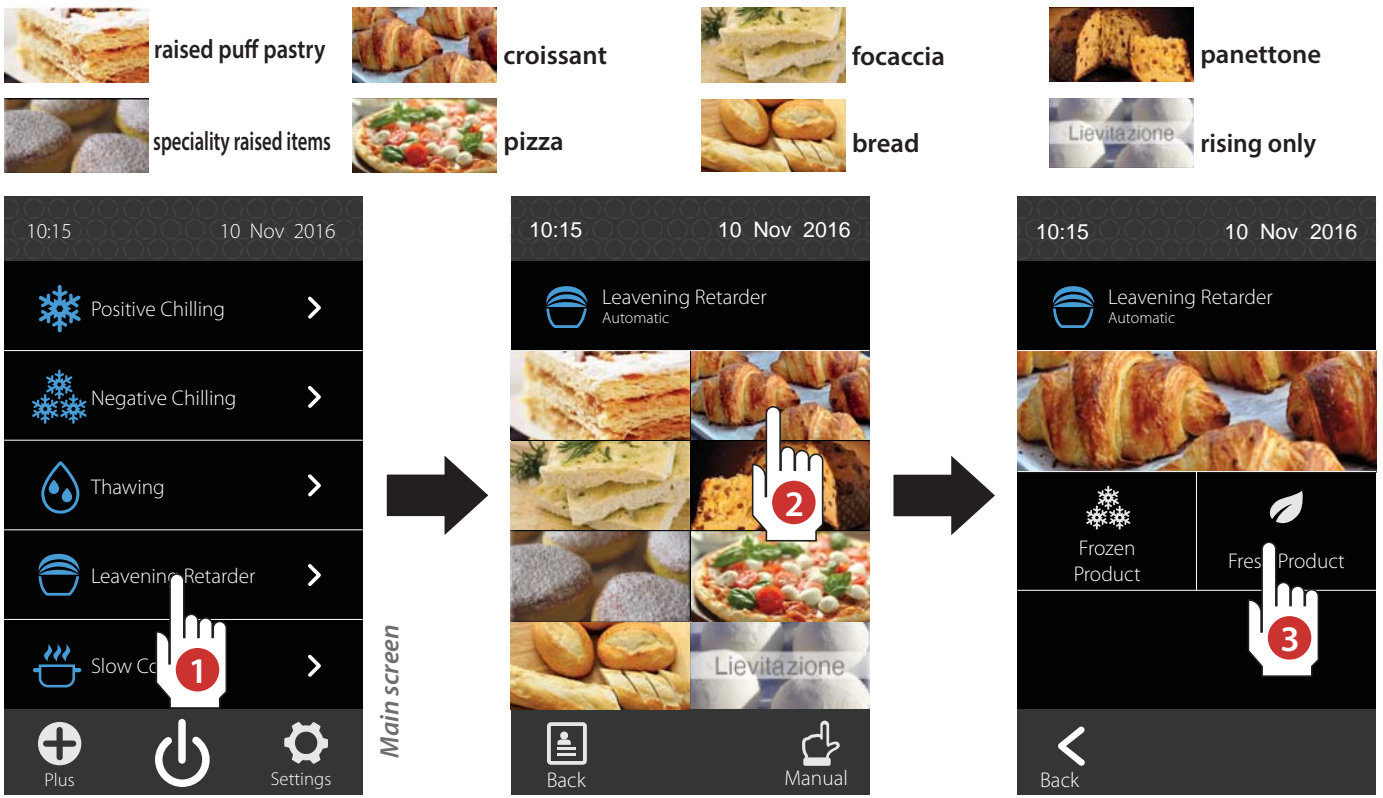 raised puff pastry
croissant
focaccia
panettone
speciality raised items
pizza
bread
Lievitazione
rising only
10:15
10 Nov 2016
Positive Chilling
Negative Chilling
Thawing
Leavening Retarder
Slow Co
1
Plus
Settings
Main screen
10:15
10 Nov 2016
Leavening Retarder
Automatic
2
Lievitazione
Back
Manual
10:15
10 Nov 2016
Leavening Retarder
Automatic
Frozen
Product
Fresh Product
3
Back